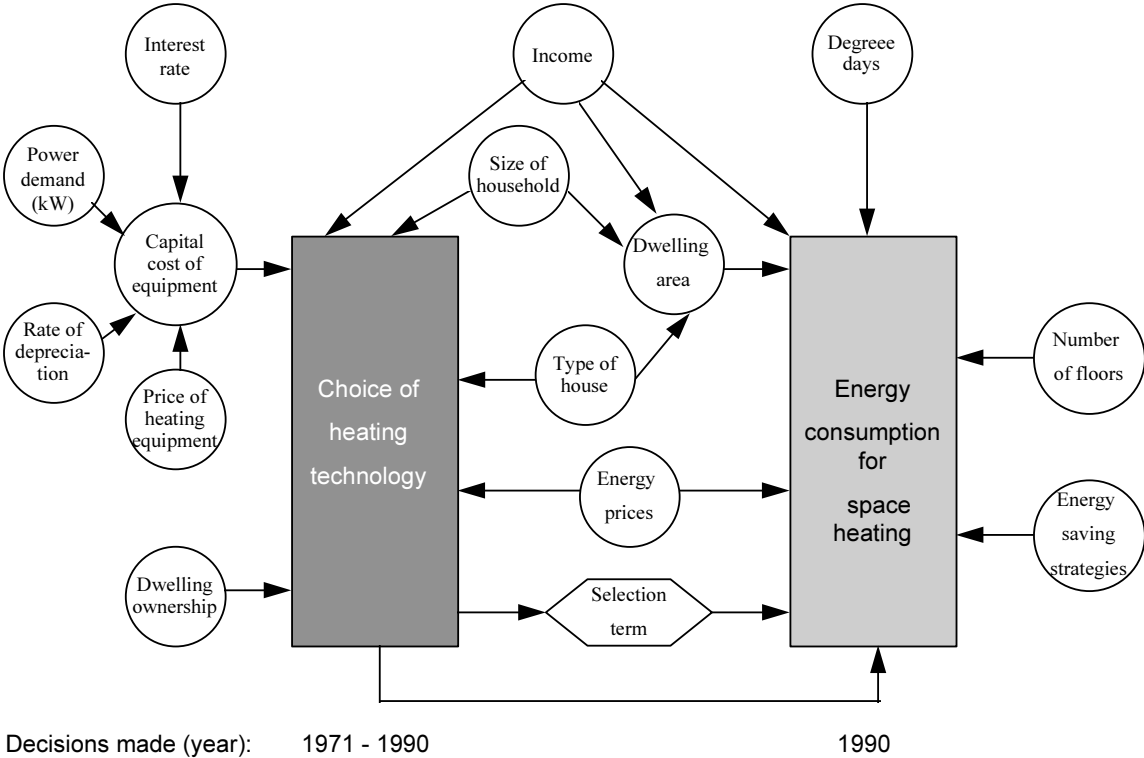 Interest
rate
Income
Degreee
days
Power
demand
(kW)
Size of
household
Capital
cost of
equipment
Dwelling
area
Rate of
deprecia-
tion
Price of
heating
equipment
Type of
house
Number
of floors
Choice of
heating
technology
Energy
consumption
for
space
heating
Energy
prices
Energy
saving
strategies
Dwelling
ownership
Selection
term
Decisions made (year): 1971 - 1990 1990